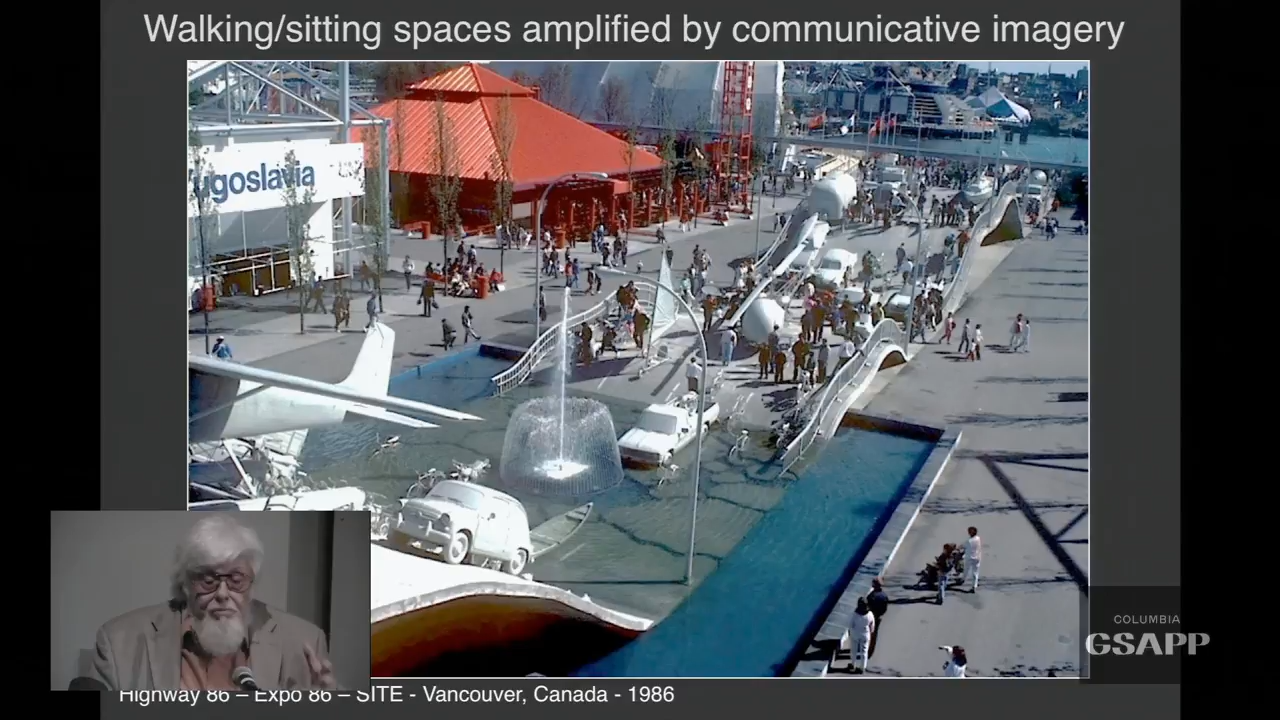 Walking/sitting spaces amplified by communicative imagery
ugoslavia
COLUMBIA
GSAPP
Highway 86 – Expo 86 – SITE - Vancouver, Canada - 1986